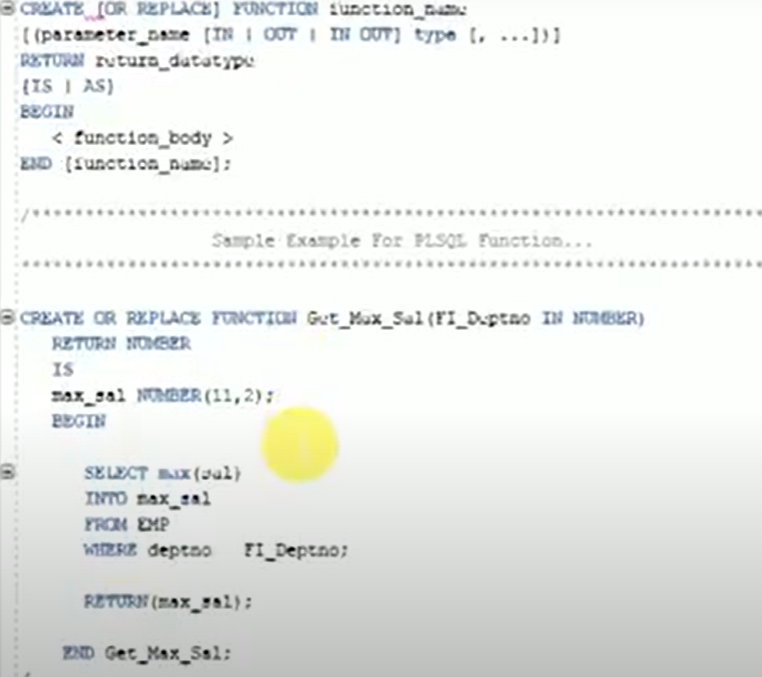 CREATE [OR REPLACE] FUNCTION function_name
[(parameter_name [IN | OUT | IN OUT] type [, ...])]
RETURN return_datatype
{IS | AS}
BEGIN
< function_body >
END [function_name];
/*********************************************************************
Sample Example For PLSQL Function...
**********************************************************************
CREATE OR REPLACE FUNCTION Get_Max_Sal(FI_Deptno IN NUMBER)
RETURN NUMBER
IS
max_sal NUMBER(11,2);
BEGIN
SELECT max(Sal)
INTO max_sal
FROM EMP
WHERE deptno FI_Deptno;
RETURN(max_sal);
END Get_Max_Sal;